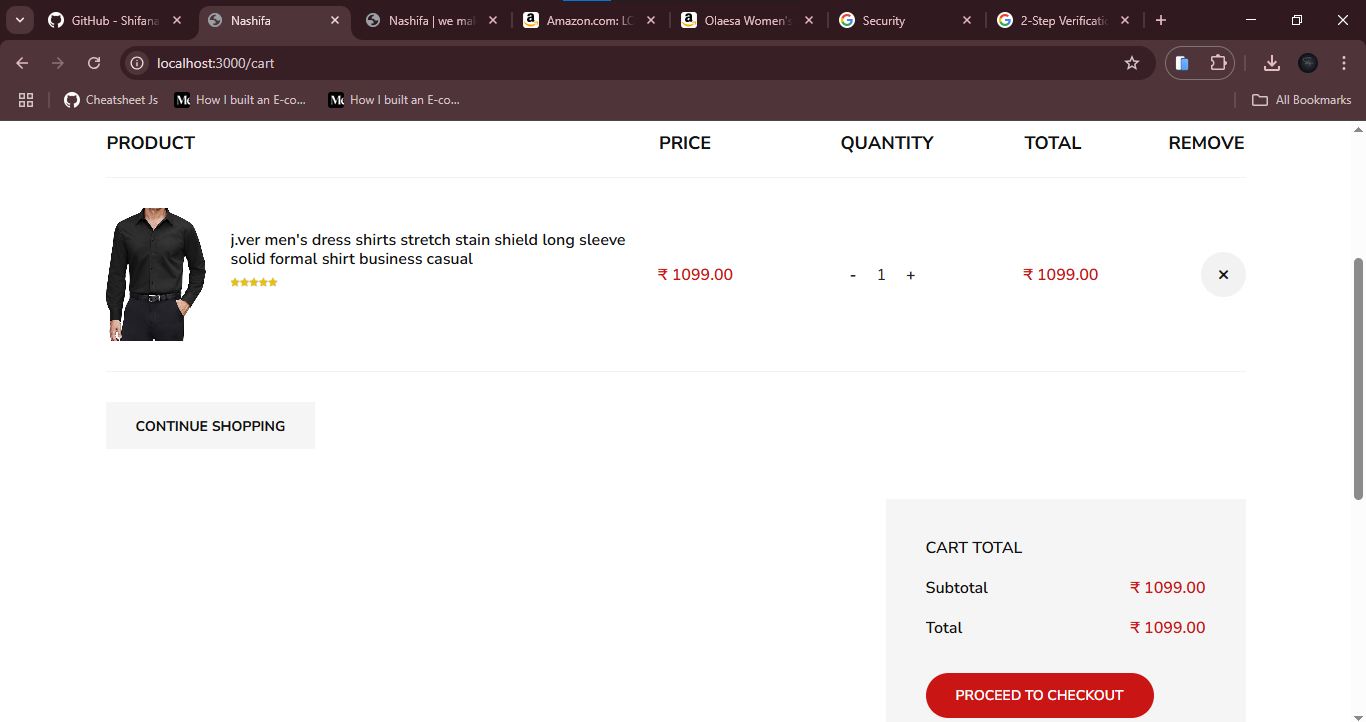 GitHub - Shifana
Nashifa
Nashifa | we mal
Amazon.com: LO
Olaesa Women's
Security
2-Step Verificatio
localhost:3000/cart
Cheatsheet Js
How I built an E-co...
How I built an E-co...
All Bookmarks
PRODUCT PRICE QUANTITY TOTAL REMOVE
j.ver men's dress shirts stretch stain shield long sleeve
solid formal shirt business casual
₹ 1099.00 - 1 + ₹ 1099.00
CONTINUE SHOPPING
CART TOTAL
Subtotal ₹ 1099.00
Total ₹ 1099.00
PROCEED TO CHECKOUT